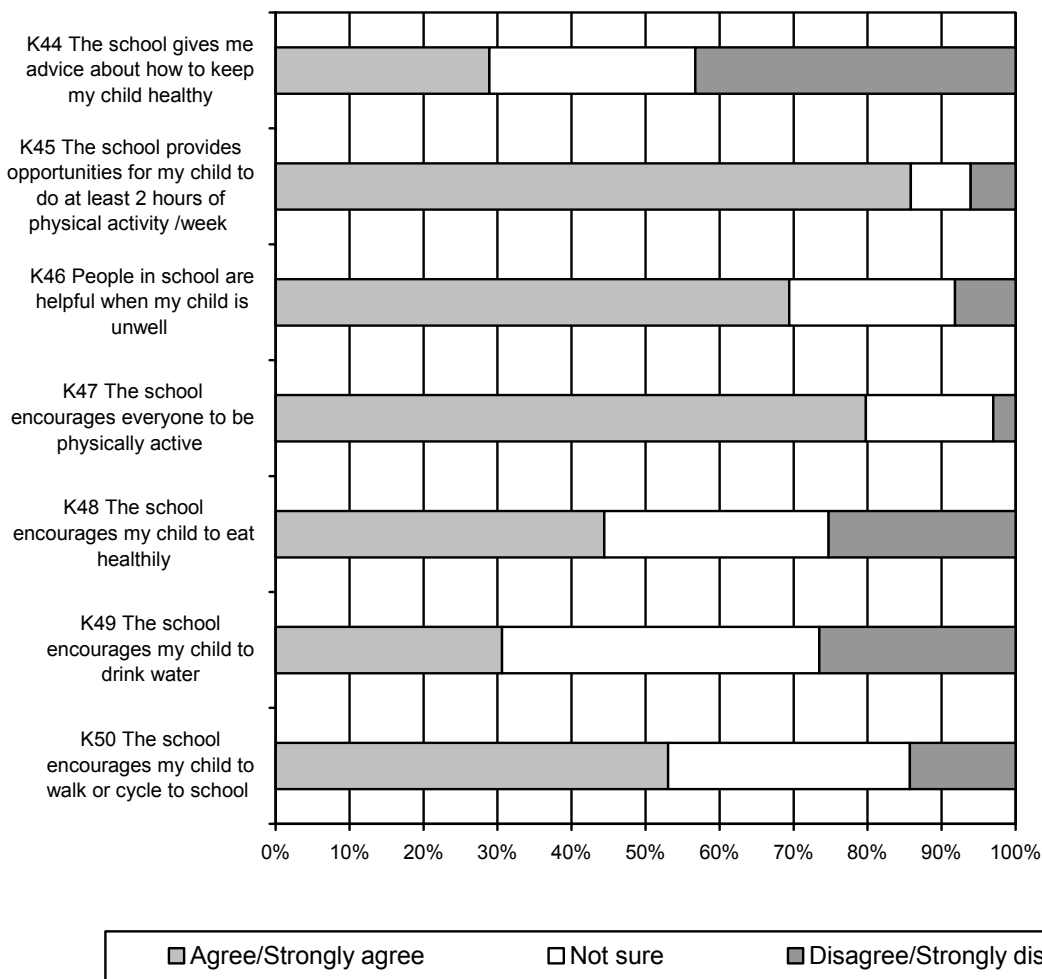 K44 The school gives me
advice about how to keep
my child healthy
K45 The school provides
opportunities for my child to
do at least 2 hours of
physical activity /week
K46 People in school are
helpful when my child is
unwell
K47 The school
encourages everyone to be
physically active
K48 The school
encourages my child to eat
healthily
K49 The school
encourages my child to
drink water
K50 The school
encourages my child to
walk or cycle to school
0% 10% 20% 30% 40% 50% 60% 70% 80% 90% 100%
Agree/Strongly agree Not sure Disagree/Strongly dis